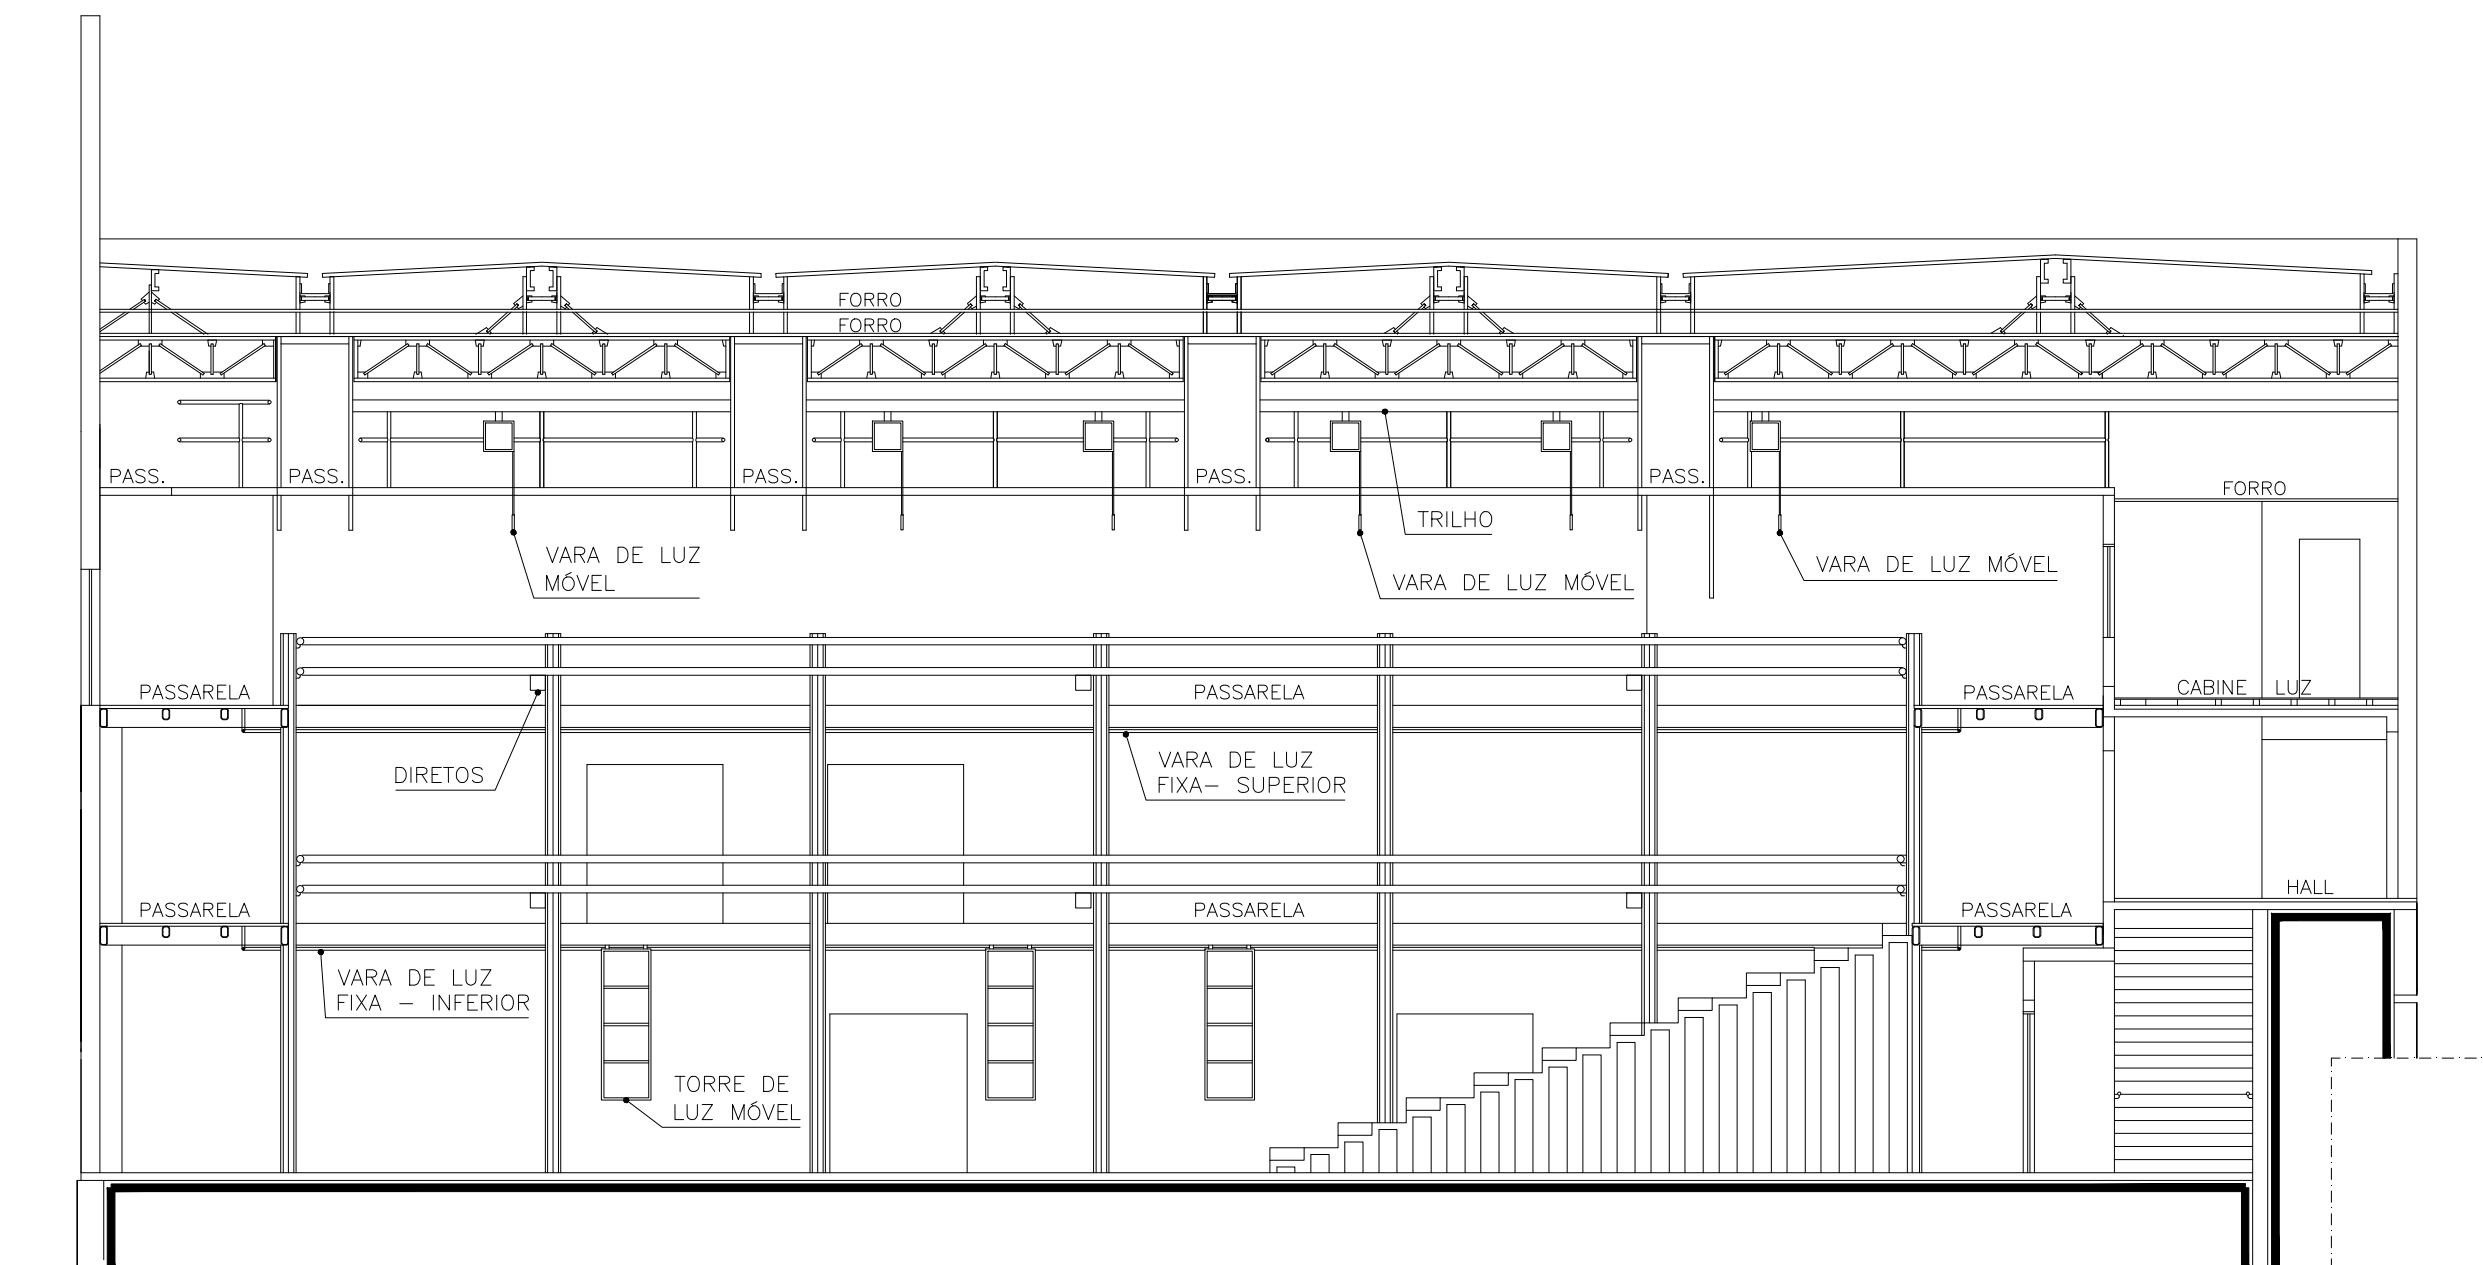 FORRO
FORRO
PASS.
PASS.
PASS.
PASS.
PASS.
FORRO
TRILHO
VARA DE LUZ
MÓVEL
VARA DE LUZ MÓVEL
VARA DE LUZ MÓVEL
PASSARELA
PASSARELA
PASSARELA
CABINE LUZ
DIRETOS
VARA DE LUZ
FIXA- SUPERIOR
PASSARELA
PASSARELA
PASSARELA
HALL
VARA DE LUZ
FIXA - INFERIOR
TORRE DE
LUZ MÓVEL